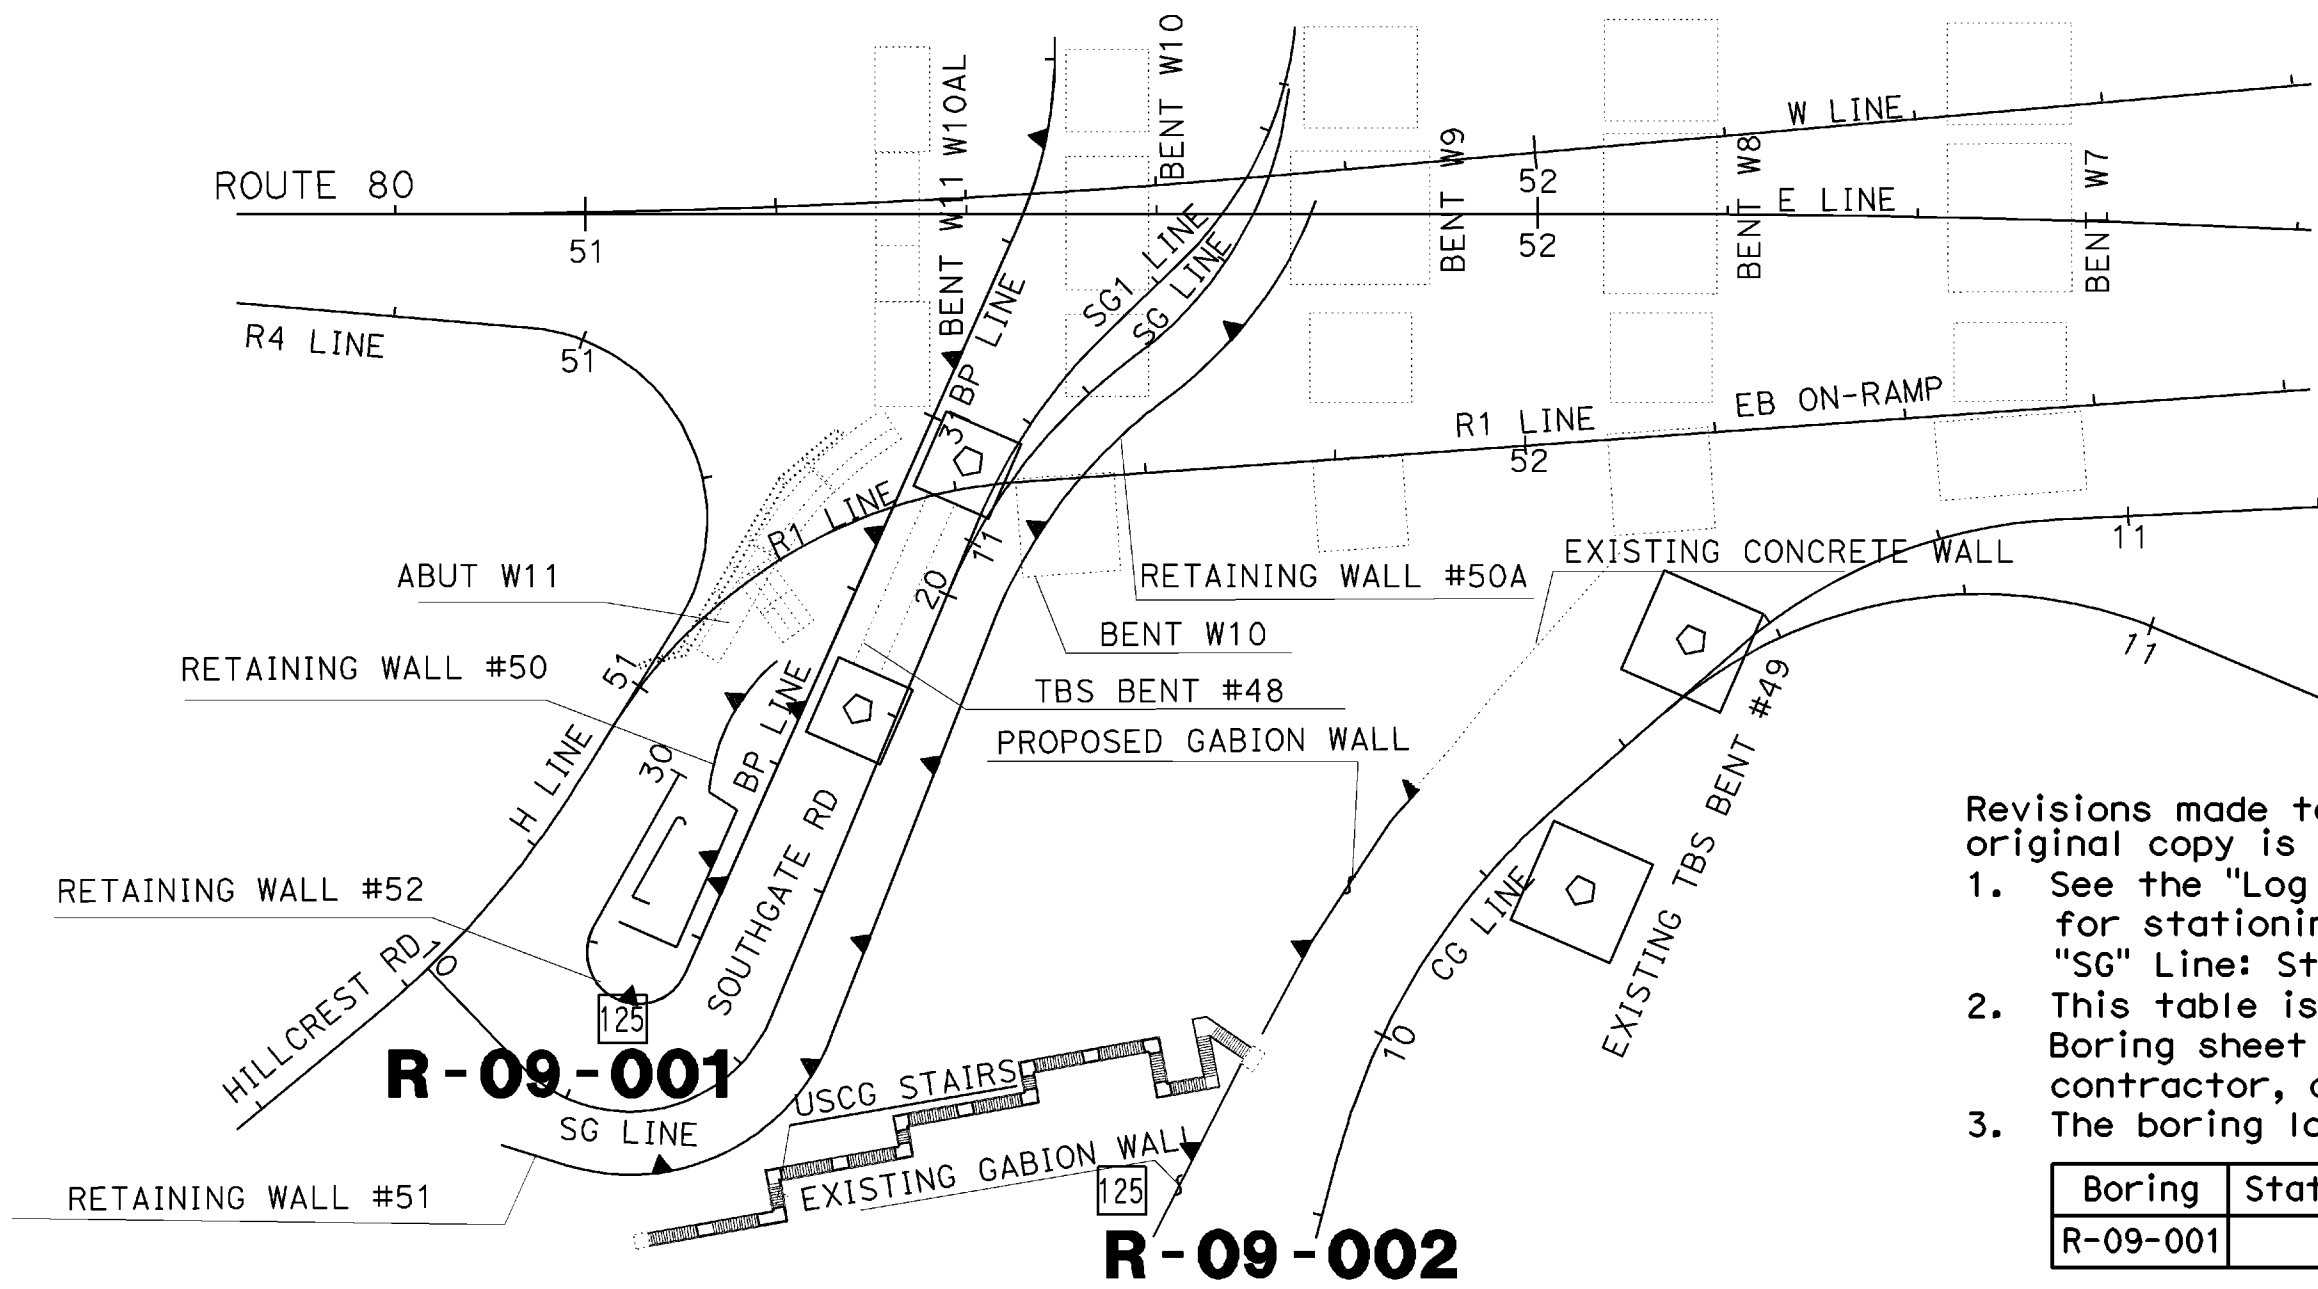 BENT W11
W10AL
BENT W10
W LINE
BENT W9
BENT W8
BENT W7
ROUTE 80
52
E LINE
51
52
SG1 LINE
SG LINE
BP LINE
R4 LINE
51
EB ON-RAMP
R1 LINE
52
R1 LINE
11
11
20
EXISTING CONCRETE WALL
ABUT W11
RETAINING WALL #50A
BENT W10
11
RETAINING WALL #50
51
TBS BENT #48
BP LINE
PROPOSED GABION WALL
30
H LINE
EXISTING TBS BENT #49
Revisions made
original copy is
RETAINING WALL #52
SOUTHGATE RD
CG LINE
1. See the "Log
for
"SG" Line:
HILLCREST RD
10
125
R-09-001
10
2. This table is
Boring sheet
contractor,
USCG STAIRS
SG LINE
3. The boring
EXISTING GABION WALL
RETAINING WALL #51
125
Boring
R-09-001
R-09-002